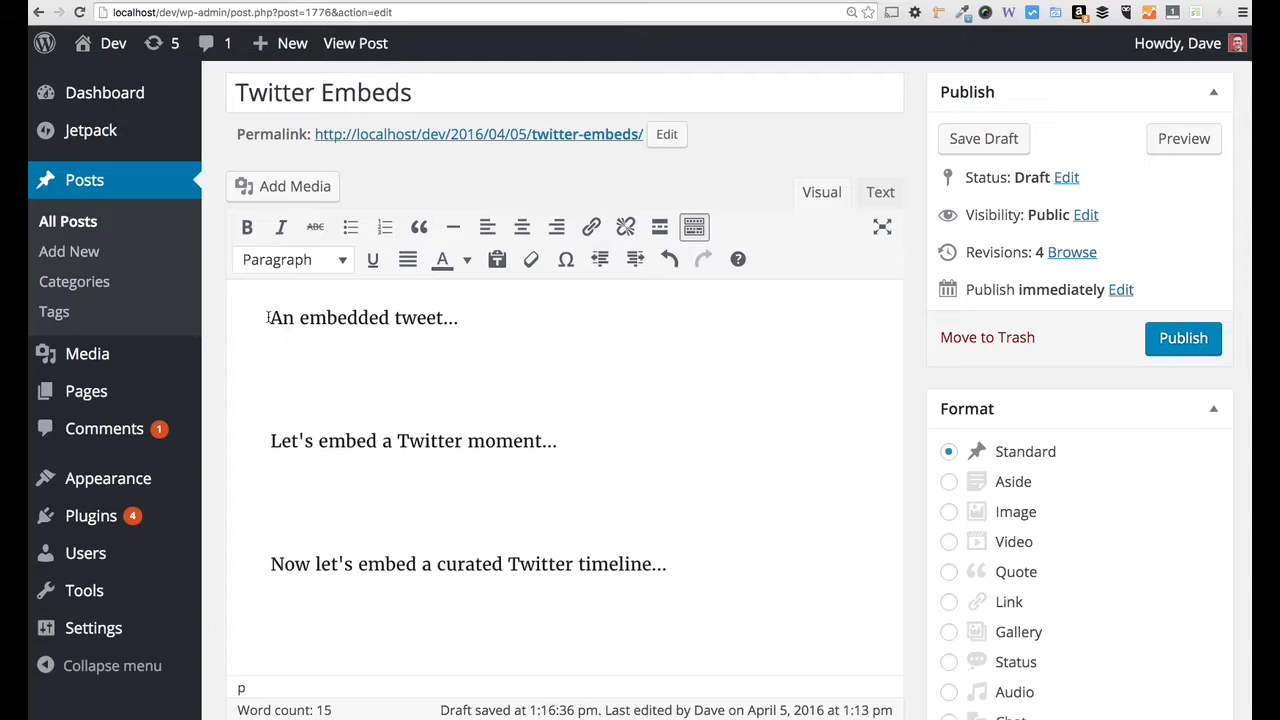 localhost/dev/wp-admin/post.php?post=1776&action=edit
Dev 5 1 New View Post Howdy, Dave
Dashboard
Jetpack
Posts
All Posts
Add New
Categories
Tags
Media
Pages
Comments 1
Appearance
Plugins 4
Users
Tools
Settings
Collapse menu
Twitter Embeds
Permalink: http://localhost/dev/2016/04/05/twitter-embeds/ Edit
Add Media
Visual Text
B I ABC
Paragraph U A
An embedded tweet...
Let's embed a Twitter moment...
Now let's embed a curated Twitter timeline...
p
Word count: 15 Draft saved at 1:16:36 pm. Last edited by Dave on April 5, 2016 at 1:13 pm
Publish
Save Draft Preview
Status: Draft Edit
Visibility: Public Edit
Revisions: 4 Browse
Publish immediately Edit
Move to Trash Publish
Format
Standard
Aside
Image
Video
Quote
Link
Gallery
Status
Audio